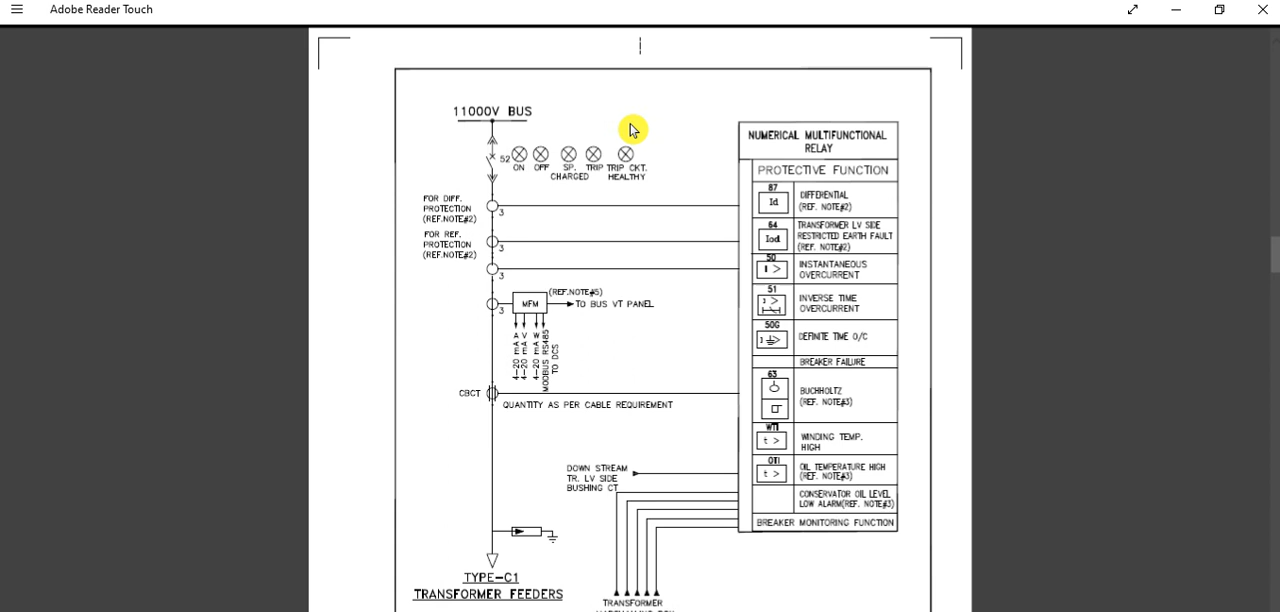 Adobe Reader Touch
11000V BUS
52
ON
OFF
SP.
CHARGED
TRIP
TRIP CKT.
HEALTHY
FOR DIFF.
PROTECTION
(REF.NOTE#2)
3
FOR REF.
PROTECTION
(REF.NOTE#2)
3
3
3
MFM
(REF.NOTE#5)
TO BUS VT PANEL
4-20 mA A
4-20 mA V
4-20 mA W
MODBUS RS485
TO DCS
CBCT
QUANTITY AS PER CABLE REQUIREMENT
DOWN STREAM
TR. LV SIDE
BUSHING CT
TYPE-C1
TRANSFORMER FEEDERS
TRANSFORMER
NUMERICAL MULTIFUNCTIONAL
RELAY
PROTECTIVE FUNCTION
87
Id
DIFFERENTIAL
(REF. NOTE#2)
64
Iod
TRANSFORMER LV SIDE
RESTRICTED EARTH FAULT
(REF. NOTE#2)
50
I >
INSTANTANEOUS
OVERCURRENT
51
I >
INVERSE TIME
OVERCURRENT
50G
DEFINITE TIME O/C
BREAKER FAILURE
63
BUCHHOLTZ
(REF. NOTE#3)
WTI
t >
WINDING TEMP.
HIGH
OTI
t >
OIL TEMPERATURE HIGH
(REF. NOTE#3)
CONSERVATOR OIL LEVEL
LOW ALARM(REF. NOTE#3)
BREAKER MONITORING FUNCTION